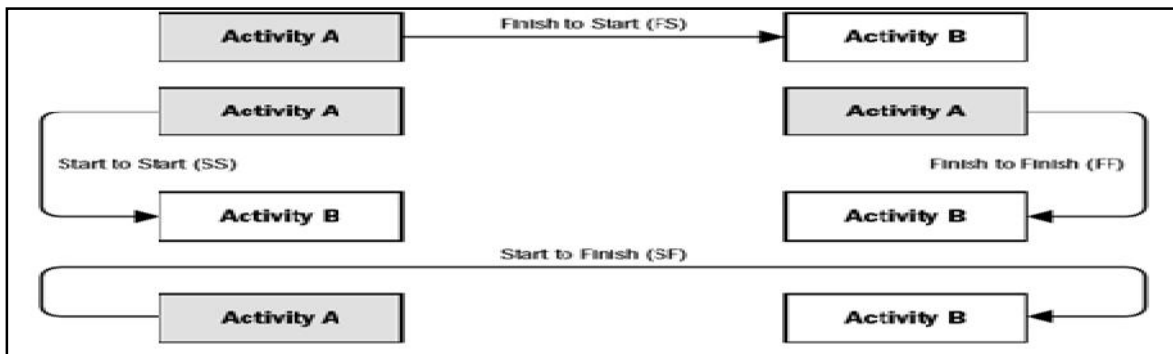 Activity A
Finish to Start (FS)
Activity B
Activity A
Activity A
Start to Start (SS)
Finish to Finish (FF)
Activity B
Activity B
Start to Finish (SF)
Activity A
Activity B